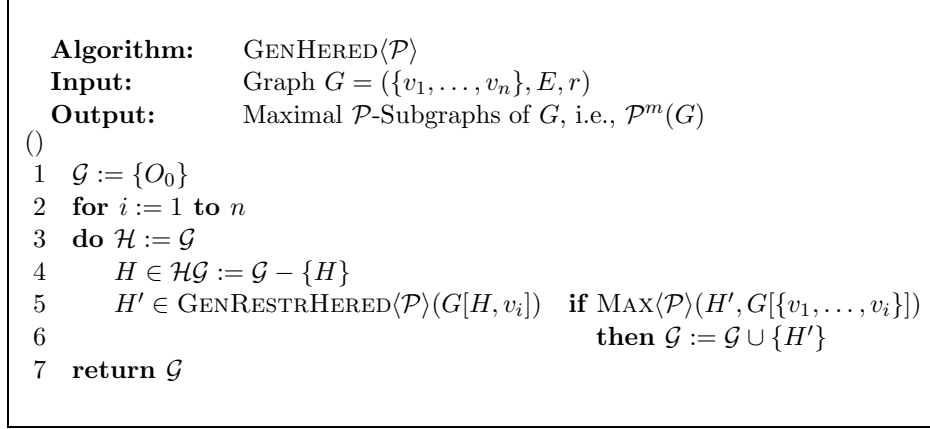 Algorithm: GENHERED⟨𝒫⟩
Input: Graph G = ({v₁, . . . , vₙ}, E, r)
Output: Maximal 𝒫-Subgraphs of G, i.e., 𝒫ᵐ(G)
()
1 𝒢 := {O₀}
2 for i := 1 to n
3 do ℋ := 𝒢
4 H ∈ ℋ𝒢 := 𝒢 − {H}
5 H′ ∈ GENRESTRHERED⟨𝒫⟩(G[H, vᵢ]) if MAX⟨𝒫⟩(H′, G[{v₁, . . . , vᵢ}])
6 then 𝒢 := 𝒢 ∪ {H′}
7 return 𝒢